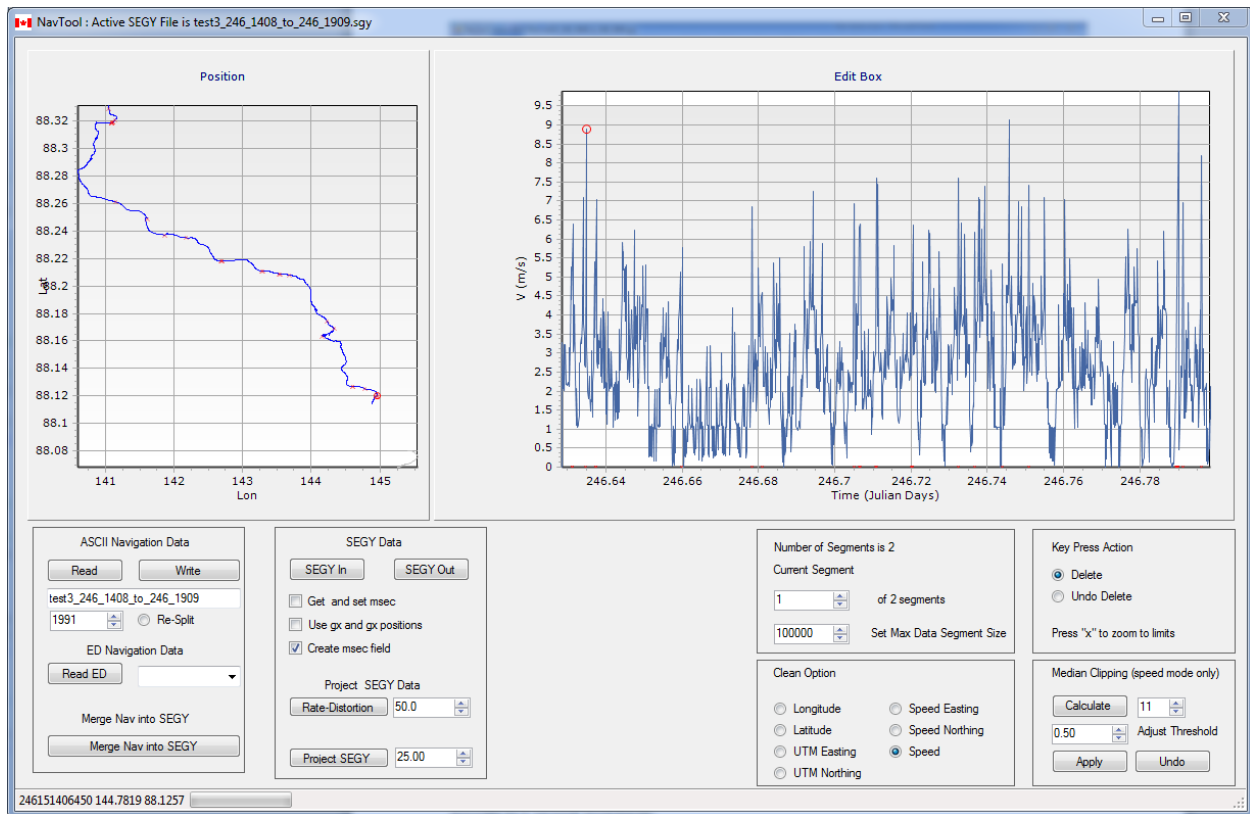 NavTool : Active SEGY File is test3_246_1408_to_246_1909.sgy
Position
88.32
88.3
88.28
88.26
88.24
88.22
88.2
88.18
88.16
88.14
88.12
88.1
88.08
Lat
141 142 143 144 145
Lon
Edit Box
9.5
9
8.5
8
7.5
7
6.5
6
5.5
5
4.5
4
3.5
3
2.5
2
1.5
1
0.5
0
V (m/s)
246.64 246.66 246.68 246.7 246.72 246.74 246.76 246.78
Time (Julian Days)
ASCII Navigation Data
Read Write
test3_246_1408_to_246_1909
1991 Re-Split
ED Navigation Data
Read ED
Merge Nav into SEGY
Merge Nav into SEGY
SEGY Data
SEGY In SEGY Out
Get and set msec
Use gx and gx positions
Create msec field
Project SEGY Data
Rate-Distortion 50.0
Project SEGY 25.00
Number of Segments is 2
Current Segment
1 of 2 segments
100000 Set Max Data Segment Size
Clean Option
Longitude Speed Easting
Latitude Speed Northing
UTM Easting Speed
UTM Northing
Key Press Action
Delete
Undo Delete
Press "x" to zoom to limits
Median Clipping (speed mode only)
Calculate 11
0.50 Adjust Threshold
Apply Undo
246151406450 144.7819 88.1257